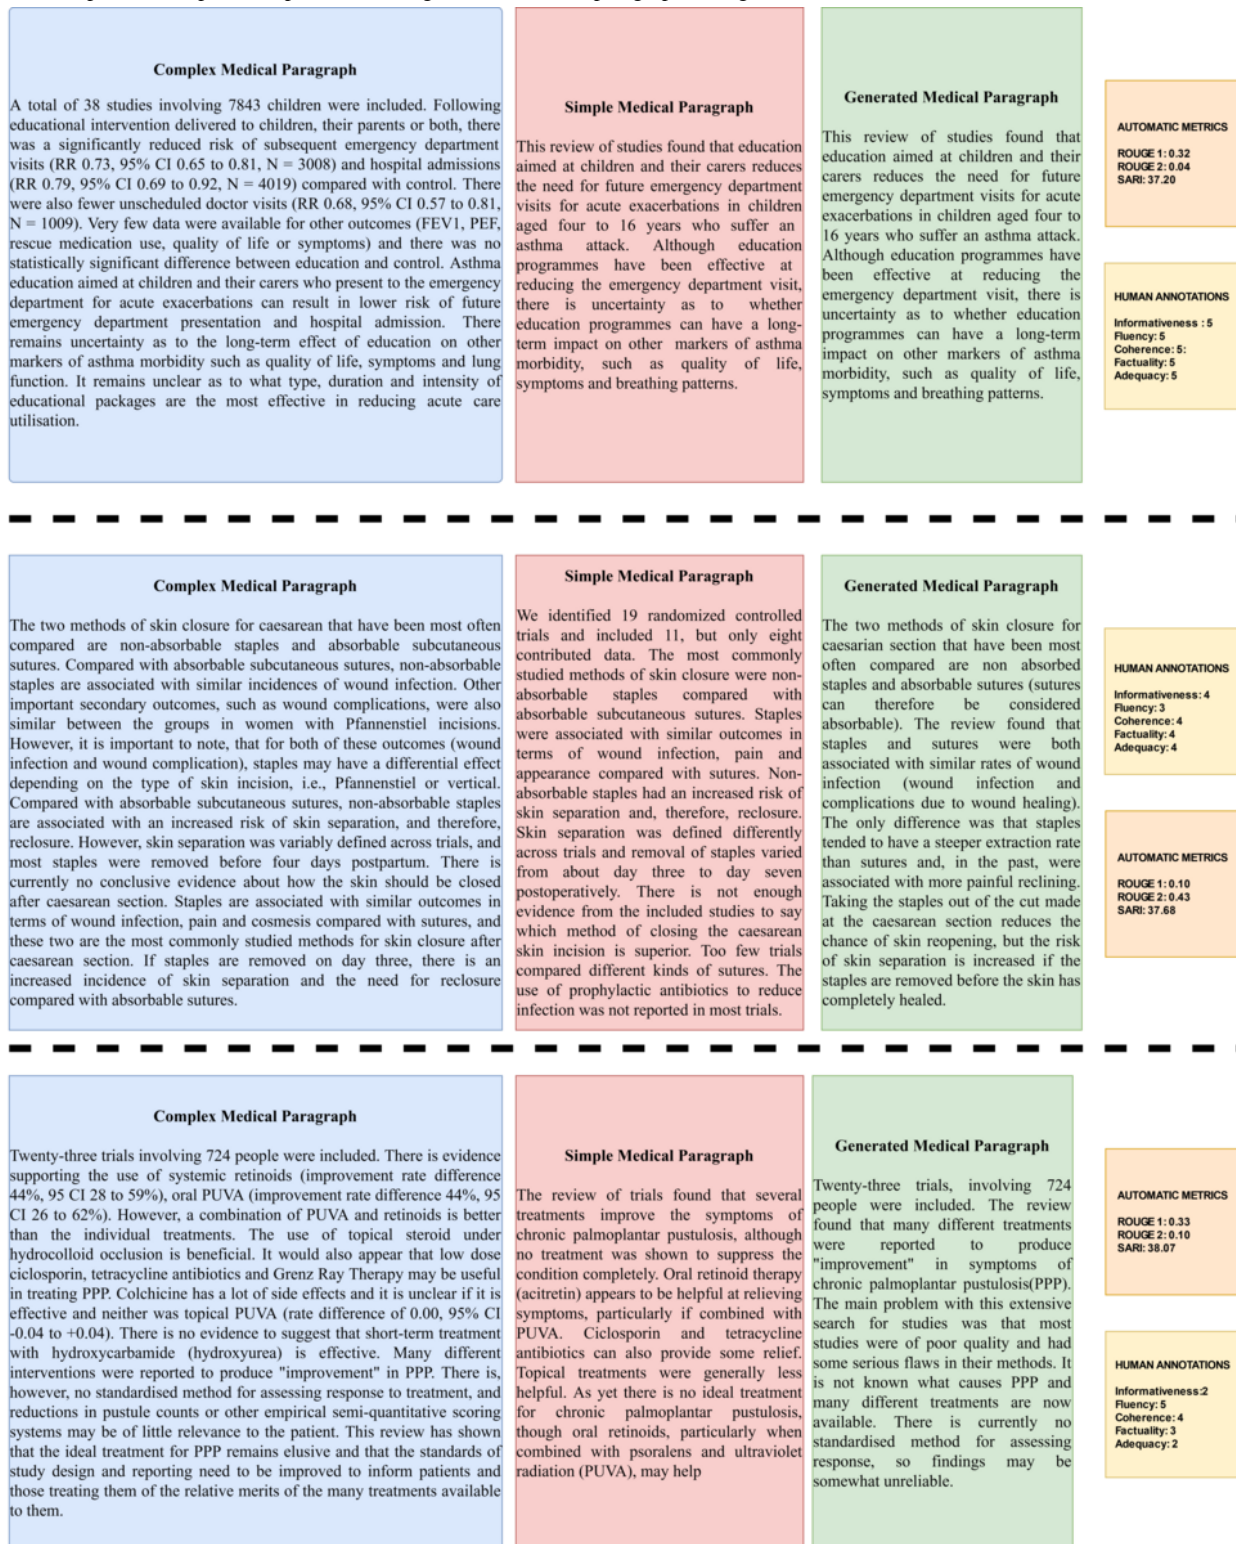 Complex Medical Paragraph
A total of 38 studies involving 7843 children were included. Following
educational intervention delivered to children, their parents or both, there
was a significantly reduced risk of subsequent emergency department
visits (RR 0.73, 95% CI 0.65 to 0.81, N = 3008) and hospital admissions
(RR 0.79, 95% CI 0.69 to 0.92, N = 4019) compared with control. There
were also fewer unscheduled doctor visits (RR 0.68, 95% CI 0.57 to 0.81,
N = 1009). Very few data were available for other outcomes (FEV1, PEF,
rescue medication use, quality of life or symptoms) and there was no
statistically significant difference between education and control. Asthma
education aimed at children and their carers who present to the emergency
department for acute exacerbations can result in lower risk of future
emergency department presentation and hospital admission. There
remains uncertainty as to the long-term effect of education on other
markers of asthma morbidity such as quality of life, symptoms and lung
function. It remains unclear as to what type, duration and intensity of
educational packages are the most effective in reducing acute care
utilisation.
Simple Medical Paragraph
This review of studies found that education
aimed at children and their carers reduces
the need for future emergency department
visits for acute exacerbations in children
aged four to 16 years who suffer an
asthma attack. Although education
programmes have been effective at
reducing the emergency department visit,
there is uncertainty as to whether
education programmes can have a long-
term impact on other markers of asthma
morbidity, such as quality of life,
symptoms and breathing patterns.
Generated Medical Paragraph
This review of studies found that
education aimed at children and their
carers reduces the need for future
emergency department visits for acute
exacerbations in children aged four to
16 years who suffer an asthma attack.
Although education programmes have
been effective at reducing the
emergency department visit, there is
uncertainty as to whether education
programmes can have a long-term
impact on other markers of asthma
morbidity, such as quality of life,
symptoms and breathing patterns.
AUTOMATIC METRICS
ROUGE 1: 0.32
ROUGE 2: 0.04
SARI: 37.20
HUMAN ANNOTATIONS
Informativeness : 5
Fluency: 5
Coherence: 5:
Factuality: 5
Adequacy: 5
Complex Medical Paragraph
The two methods of skin closure for caesarean that have been most often
compared are non-absorbable staples and absorbable subcutaneous
sutures. Compared with absorbable subcutaneous sutures, non-absorbable
staples are associated with similar incidences of wound infection. Other
important secondary outcomes, such as wound complications, were also
similar between the groups in women with Pfannenstiel incisions.
However, it is important to note, that for both of these outcomes (wound
infection and wound complication), staples may have a differential effect
depending on the type of skin incision, i.e., Pfannenstiel or vertical.
Compared with absorbable subcutaneous sutures, non-absorbable staples
are associated with an increased risk of skin separation, and therefore,
reclosure. However, skin separation was variably defined across trials, and
most staples were removed before four days postpartum. There is
currently no conclusive evidence about how the skin should be closed
after caesarean section. Staples are associated with similar outcomes in
terms of wound infection, pain and cosmesis compared with sutures, and
these two are the most commonly studied methods for skin closure after
caesarean section. If staples are removed on day three, there is an
increased incidence of skin separation and the need for reclosure
compared with absorbable sutures.
Simple Medical Paragraph
We identified 19 randomized controlled
trials and included 11, but only eight
contributed data. The most commonly
studied methods of skin closure were non-
absorbable staples compared with
absorbable subcutaneous sutures. Staples
were associated with similar outcomes in
terms of wound infection, pain and
appearance compared with sutures. Non-
absorbable staples had an increased risk of
skin separation and, therefore, reclosure.
Skin separation was defined differently
across trials and removal of staples varied
from about day three to day seven
postoperatively. There is not enough
evidence from the included studies to say
which method of closing the caesarean
skin incision is superior. Too few trials
compared different kinds of sutures. The
use of prophylactic antibiotics to reduce
infection was not reported in most trials.
Generated Medical Paragraph
The two methods of skin closure for
caesarian section that have been most
often compared are non absorbed
staples and absorbable sutures (sutures
can therefore be considered
absorbable). The review found that
staples and sutures were both
associated with similar rates of wound
infection (wound infection and
complications due to wound healing).
The only difference was that staples
tended to have a steeper extraction rate
than sutures and, in the past, were
associated with more painful reclining.
Taking the staples out of the cut made
at the caesarean section reduces the
chance of skin reopening, but the risk
of skin separation is increased if the
staples are removed before the skin has
completely healed.
HUMAN ANNOTATIONS
Informativeness: 4
Fluency: 3
Coherence: 4
Factuality: 4
Adequacy: 4
AUTOMATIC METRICS
ROUGE 1: 0.10
ROUGE 2: 0.43
SARI: 37.68
Complex Medical Paragraph
Twenty-three trials involving 724 people were included. There is evidence
supporting the use of systemic retinoids (improvement rate difference
44%, 95 CI 28 to 59%), oral PUVA (improvement rate difference 44%, 95
CI 26 to 62%). However, a combination of PUVA and retinoids is better
than the individual treatments. The use of topical steroid under
hydrocolloid occlusion is beneficial. It would also appear that low dose
ciclosporin, tetracycline antibiotics and Grenz Ray Therapy may be useful
in treating PPP. Colchicine has a lot of side effects and it is unclear if it is
effective and neither was topical PUVA (rate difference of 0.00, 95% CI
-0.04 to +0.04). There is no evidence to suggest that short-term treatment
with hydroxycarbamide (hydroxyurea) is effective. Many different
interventions were reported to produce "improvement" in PPP. There is,
however, no standardised method for assessing response to treatment, and
reductions in pustule counts or other empirical semi-quantitative scoring
systems may be of little relevance to the patient. This review has shown
that the ideal treatment for PPP remains elusive and that the standards of
study design and reporting need to be improved to inform patients and
those treating them of the relative merits of the many treatments available
to them.
Simple Medical Paragraph
The review of trials found that several
treatments improve the symptoms of
chronic palmoplantar pustulosis, although
no treatment was shown to suppress the
condition completely. Oral retinoid therapy
(acitretin) appears to be helpful at relieving
symptoms, particularly if combined with
PUVA. Ciclosporin and tetracycline
antibiotics can also provide some relief.
Topical treatments were generally less
helpful. As yet there is no ideal treatment
for chronic palmoplantar pustulosis,
though oral retinoids, particularly when
combined with psoralens and ultraviolet
radiation (PUVA), may help
Generated Medical Paragraph
Twenty-three trials, involving 724
people were included. The review
found that many different treatments
were reported to produce
"improvement" in symptoms of
chronic palmoplantar pustulosis(PPP).
The main problem with this extensive
search for studies was that most
studies were of poor quality and had
some serious flaws in their methods. It
is not known what causes PPP and
many different treatments are now
available. There is currently no
standardised method for assessing
response, so findings may be
somewhat unreliable.
AUTOMATIC METRICS
ROUGE 1: 0.33
ROUGE 2: 0.10
SARI: 38.07
HUMAN ANNOTATIONS
Informativeness:2
Fluency: 5
Coherence: 4
Factuality: 3
Adequacy: 2